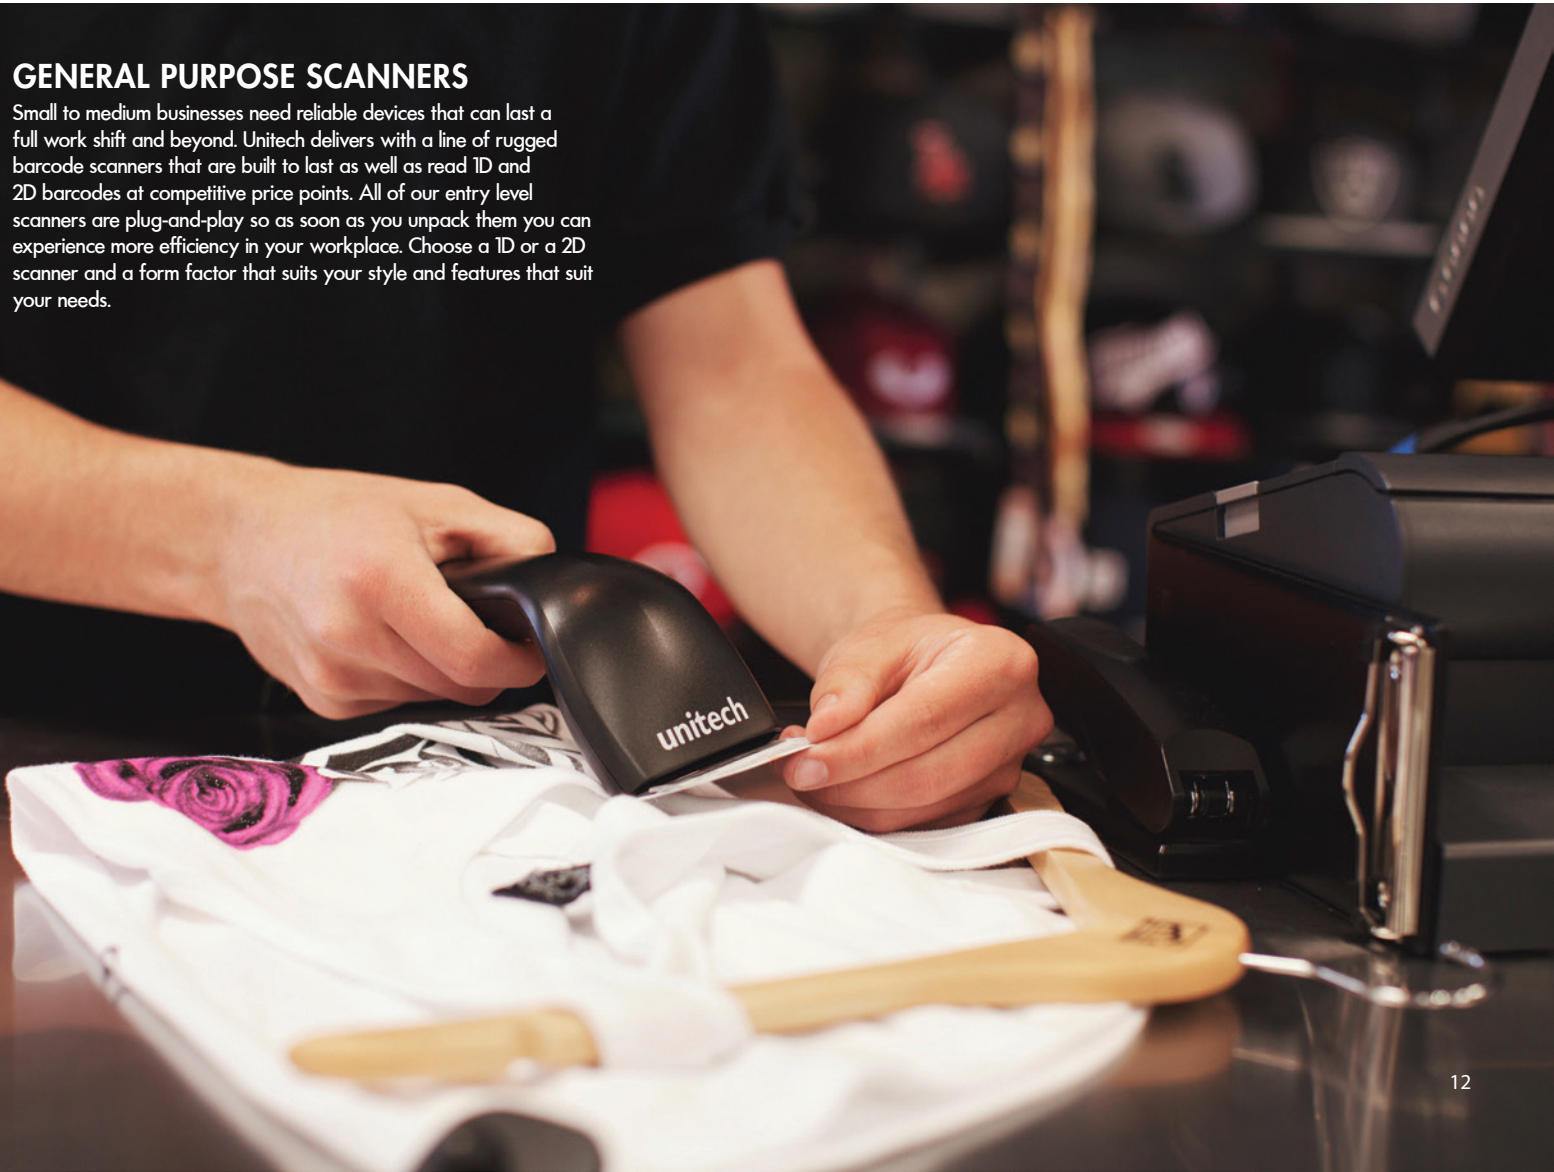 GENERAL PURPOSE SCANNERS
Small to medium businesses need reliable devices that can last a
full work shift and beyond. Unitech delivers with a line of rugged
barcode scanners that are built to last as well as read 1D and
2D barcodes at competitive price points. All of our entry level
scanners are plug-and-play so as soon as you unpack them you can
experience more efficiency in your workplace. Choose a 1D or a 2D
scanner and a form factor that suits your style and features that suit
your needs.
unitech
12